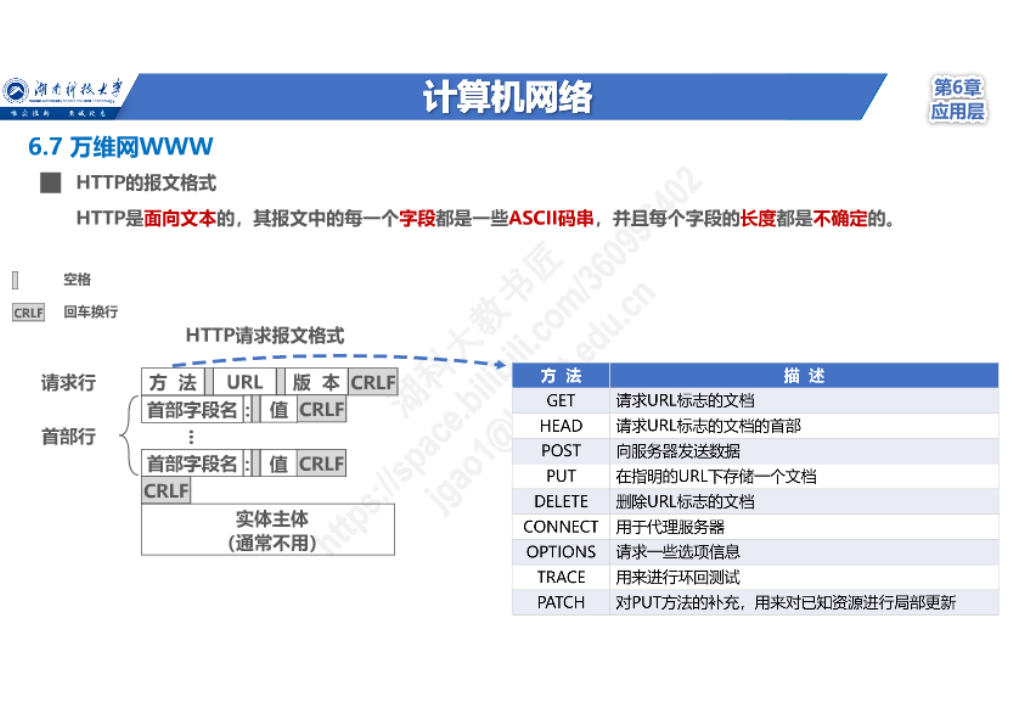 湖南科技大学
计算机网络
第6章
应用层
6.7 万维网WWW
HTTP的报文格式
HTTP是面向文本的，其报文中的每一个字段都是一些ASCII码串，并且每个字段的长度都是不确定的。
空格
CRLF 回车换行
HTTP请求报文格式
请求行 方 法 URL 版 本 CRLF
首部行 首部字段名 : 值 CRLF
⋮
首部字段名 : 值 CRLF
CRLF
实体主体
(通常不用)
方 法 描 述
GET 请求URL标志的文档
HEAD 请求URL标志的文档的首部
POST 向服务器发送数据
PUT 在指明的URL下存储一个文档
DELETE 删除URL标志的文档
CONNECT 用于代理服务器
OPTIONS 请求一些选项信息
TRACE 用来进行环回测试
PATCH 对PUT方法的补充，用来对已知资源进行局部更新
湖科大教书匠